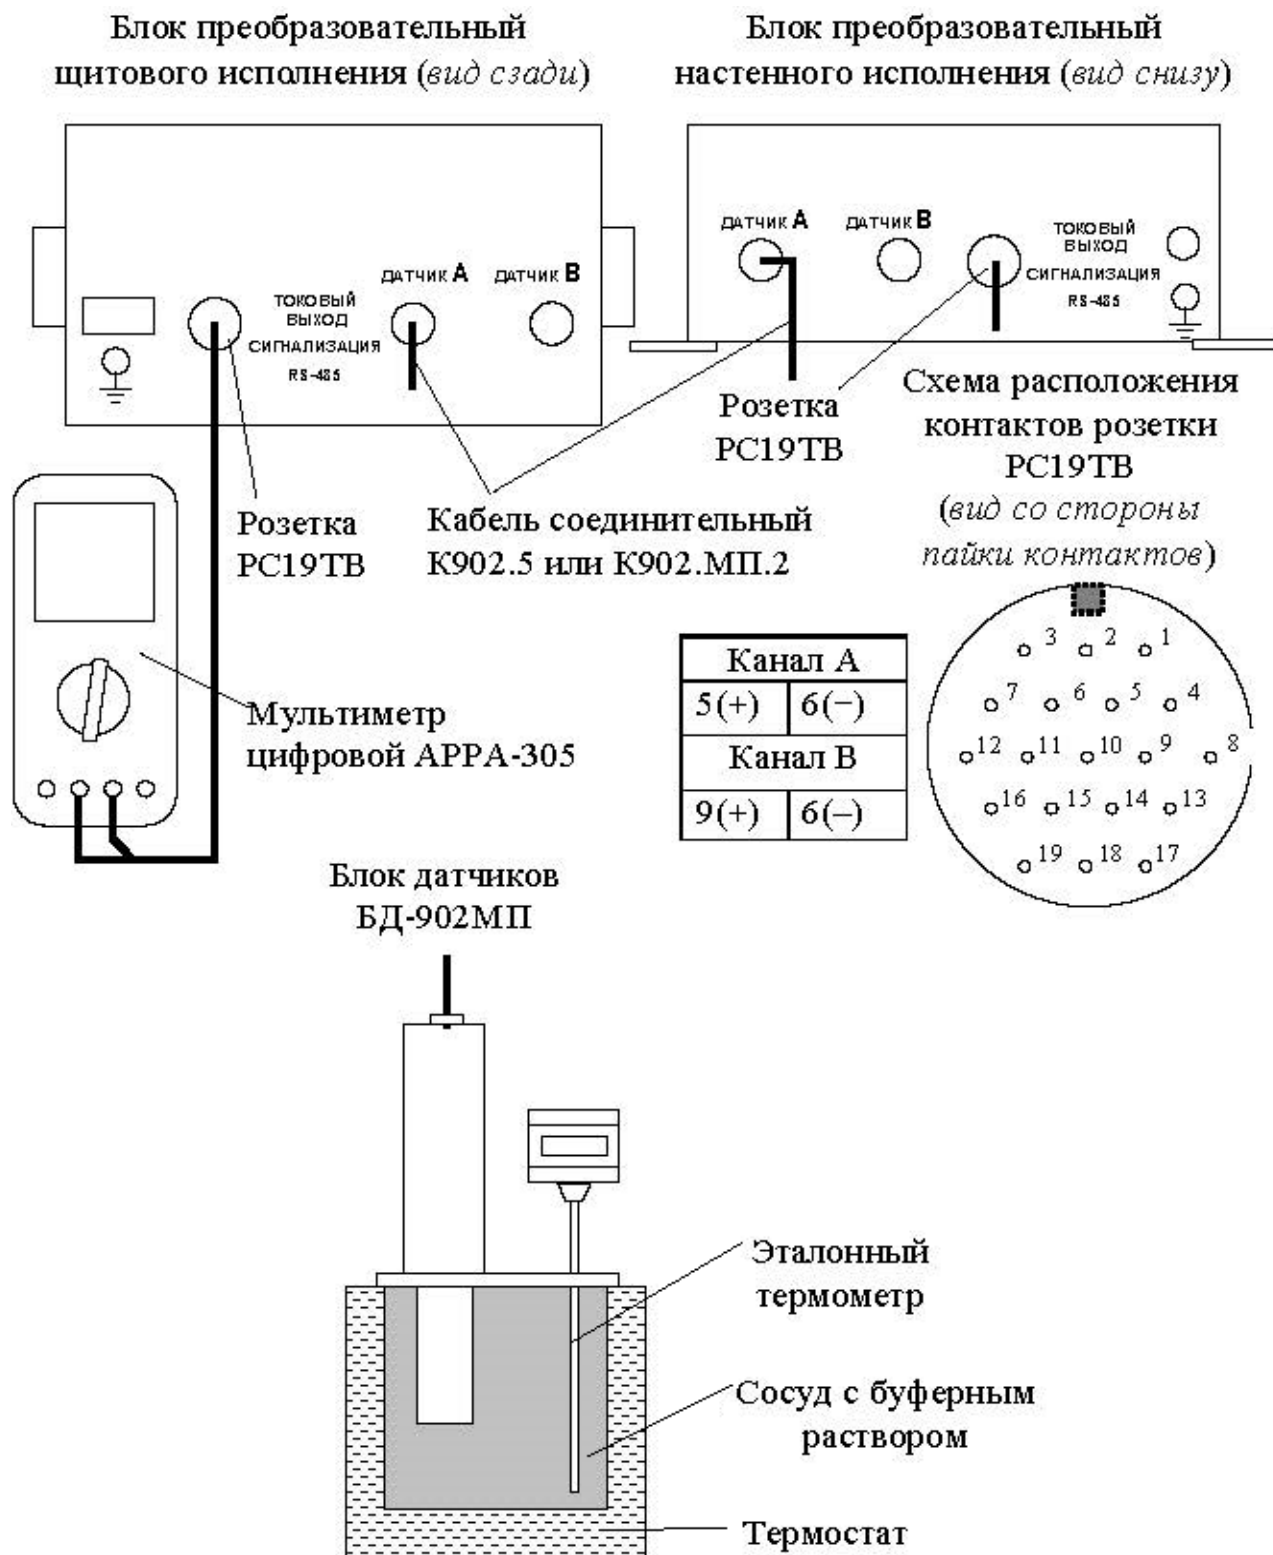 Блок преобразовательный
щитового исполнения (вид сзади)
Блок преобразовательный
настенного исполнения (вид снизу)
ТОКОВЫЙ
ВЫХОД
СИГНАЛИЗАЦИЯ
RS-485
ДАТЧИК А
ДАТЧИК В
ДАТЧИК А
ДАТЧИК В
ТОКОВЫЙ
ВЫХОД
СИГНАЛИЗАЦИЯ
RS-485
Розетка
РС19ТВ
Розетка
РС19ТВ
Кабель соединительный
К902.5 или К902.МП.2
Мультиметр
цифровой АРРА-305
Схема расположения
контактов розетки
РС19ТВ
(вид со стороны
пайки контактов)
Канал А
5(+) 6(−)
Канал В
9(+) 6(–)
3 2 1
7 6 5 4
12 11 10 9 8
16 15 14 13
19 18 17
Блок датчиков
БД-902МП
Эталонный
термометр
Сосуд с буферным
раствором
Термостат